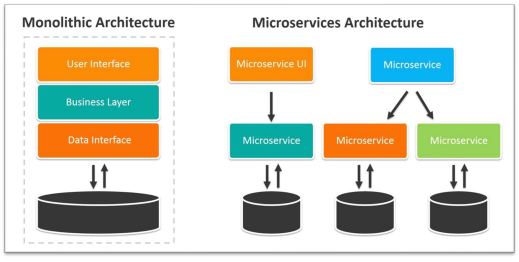 Monolithic Architecture
User Interface
Business Layer
Data Interface
Microservices Architecture
Microservice UI
Microservice
Microservice
Microservice
Microservice